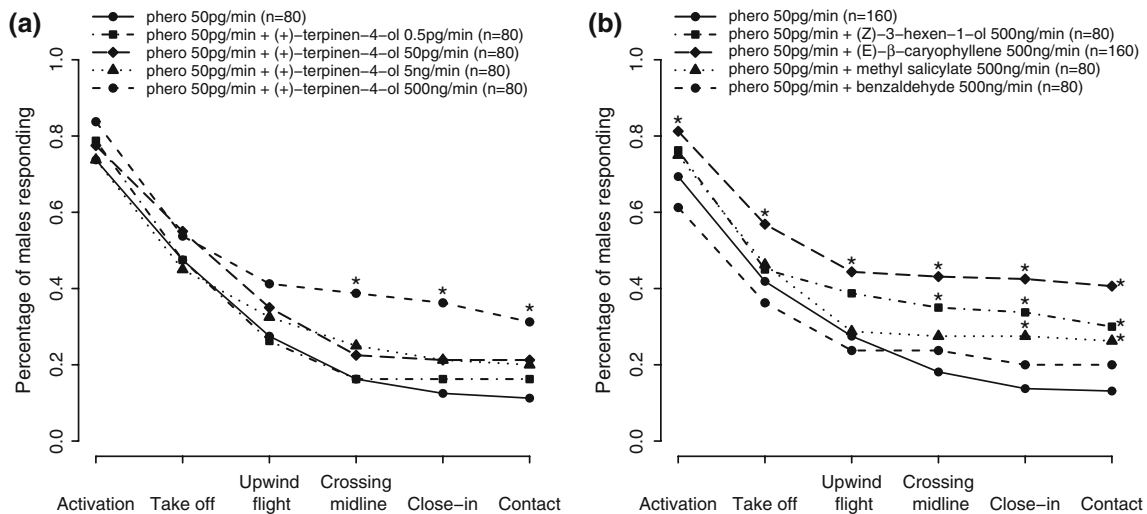 (a)
phero 50pg/min (n=80)
phero 50pg/min + (+)-terpinen-4-ol 0.5pg/min (n=80)
phero 50pg/min + (+)-terpinen-4-ol 50pg/min (n=80)
phero 50pg/min + (+)-terpinen-4-ol 5ng/min (n=80)
phero 50pg/min + (+)-terpinen-4-ol 500ng/min (n=80)
Percentage of males responding
1.0
0.8
0.6
0.4
0.2
0.0
*
*
*
Activation
Take off
Upwind
flight
Crossing
midline
Close−in
Contact
(b)
phero 50pg/min (n=160)
phero 50pg/min + (Z)-3-hexen-1-ol 500ng/min (n=80)
phero 50pg/min + (E)-β-caryophyllene 500ng/min (n=160)
phero 50pg/min + methyl salicylate 500ng/min (n=80)
phero 50pg/min + benzaldehyde 500ng/min (n=80)
Percentage of males responding
1.0
0.8
0.6
0.4
0.2
0.0
*
*
*
*
*
*
*
*
*
*
*
Activation
Take off
Upwind
flight
Crossing
midline
Close−in
Contact